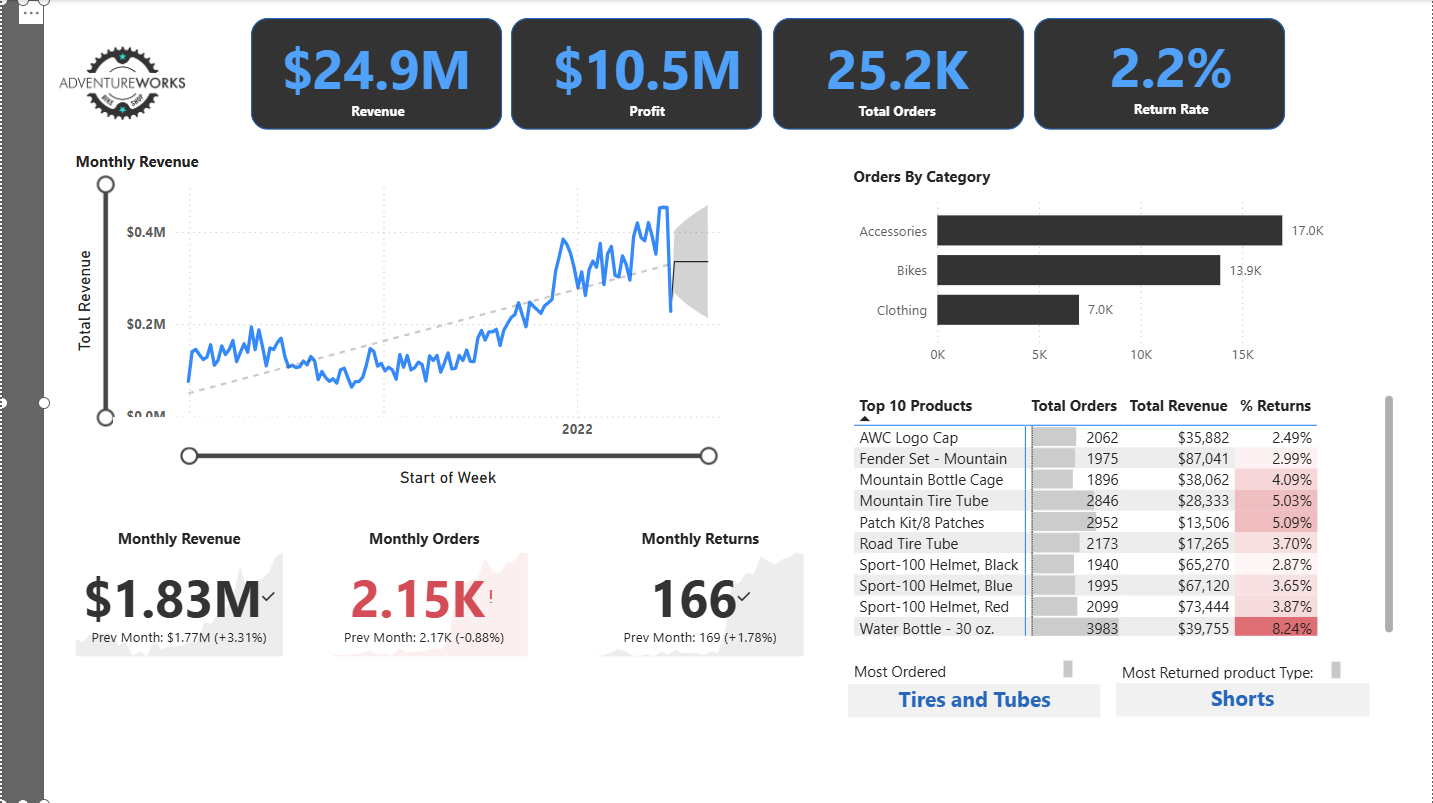 ADVENTUREWORKS
BIKE SHOP
$24.9M
Revenue
$10.5M
Profit
25.2K
Total Orders
2.2%
Return Rate
Monthly Revenue
Total Revenue
$0.4M
$0.2M
$0.0M
2022
Start of Week
Orders By Category
Accessories 17.0K
Bikes 13.9K
Clothing 7.0K
0K 5K 10K 15K
Top 10 Products Total Orders Total Revenue % Returns
AWC Logo Cap 2062 $35,882 2.49%
Fender Set - Mountain 1975 $87,041 2.99%
Mountain Bottle Cage 1896 $38,062 4.09%
Mountain Tire Tube 2846 $28,333 5.03%
Patch Kit/8 Patches 2952 $13,506 5.09%
Road Tire Tube 2173 $17,265 3.70%
Sport-100 Helmet, Black 1940 $65,270 2.87%
Sport-100 Helmet, Blue 1995 $67,120 3.65%
Sport-100 Helmet, Red 2099 $73,444 3.87%
Water Bottle - 30 oz. 3983 $39,755 8.24%
Monthly Revenue
$1.83M
Prev Month: $1.77M (+3.31%)
Monthly Orders
2.15K!
Prev Month: 2.17K (-0.88%)
Monthly Returns
166
Prev Month: 169 (+1.78%)
Most Ordered
Tires and Tubes
Most Returned product Type:
Shorts